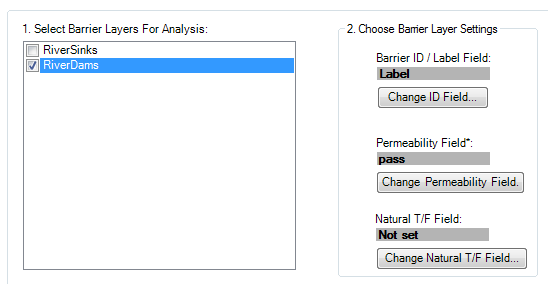 1. Select Barrier Layers For Analysis:
RiverSinks
RiverDams
2. Choose Barrier Layer Settings
Barrier ID / Label Field:
Label
Change ID Field...
Permeability Field*:
pass
Change Permeability Field.
Natural T/F Field:
Not set
Change Natural T/F Field...